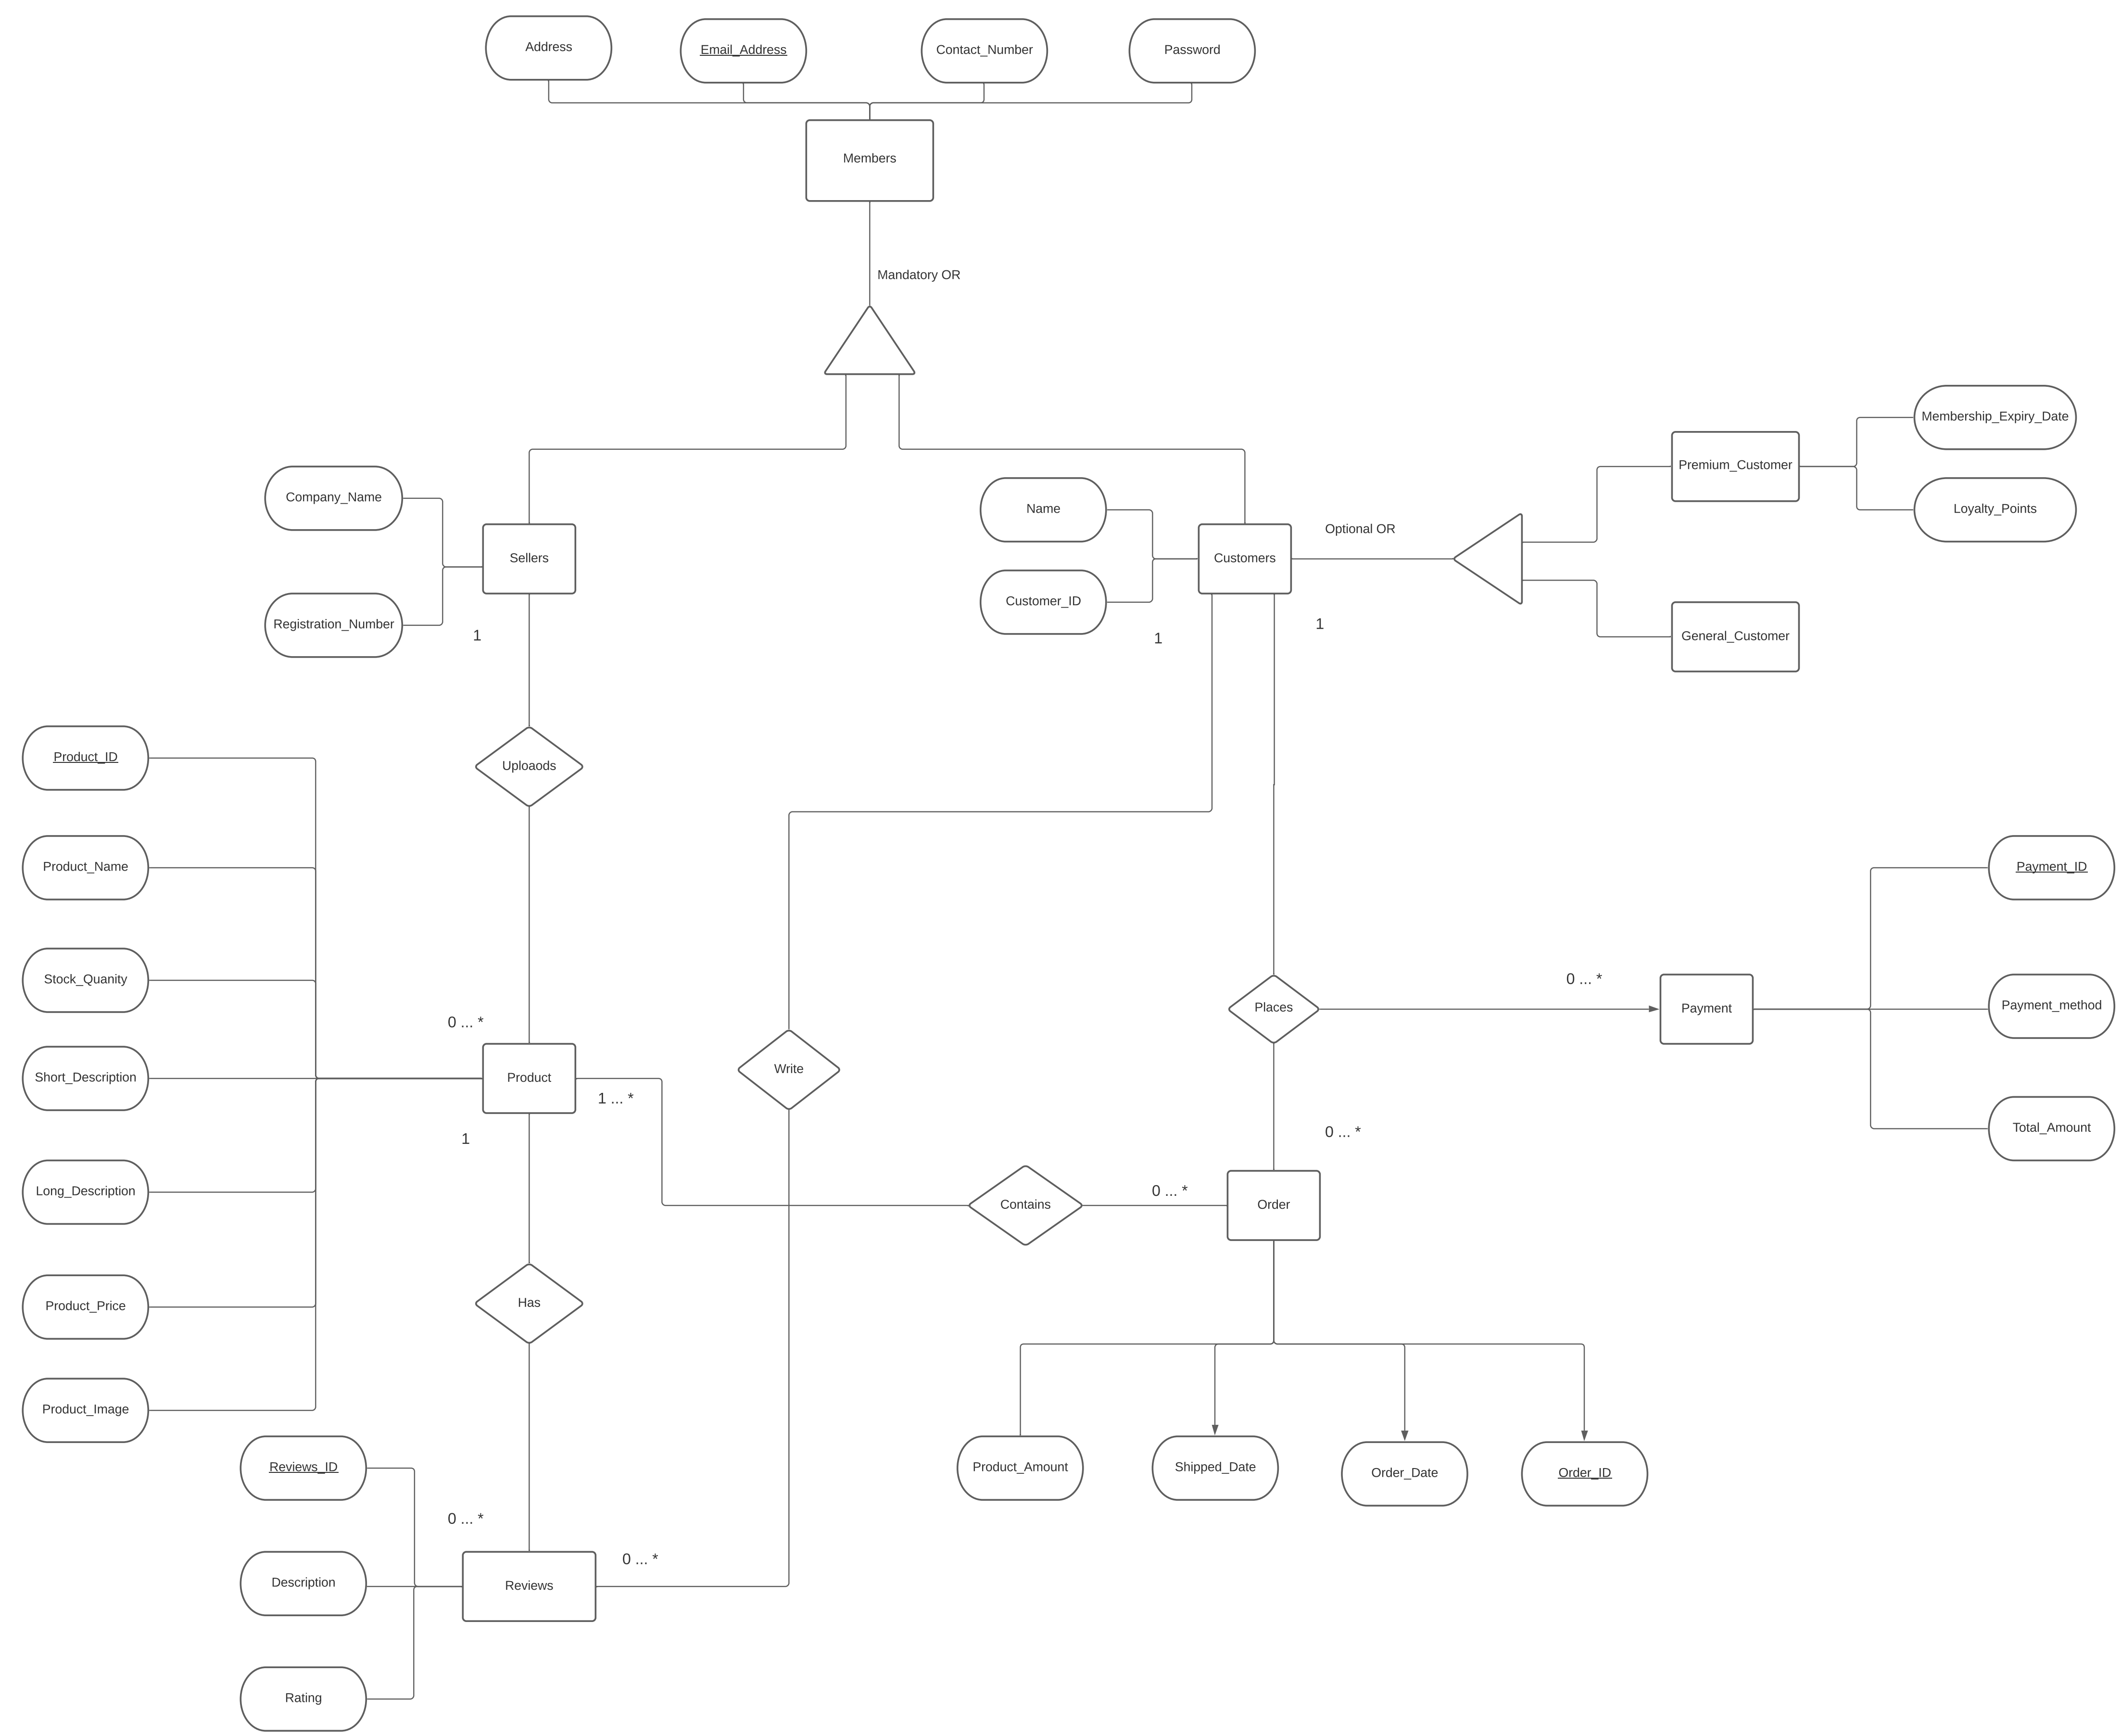 Address
Email_Address
Contact_Number
Password
Members
Mandatory OR
Membership_Expiry_Date
Premium_Customer
Company_Name
Name
Loyalty_Points
Optional OR
Sellers
Customers
Customer_ID
Registration_Number
1
1
1
General_Customer
Product_ID
Uploaods
Product_Name
Payment_ID
Stock_Quanity
0 ... *
Places
Payment
Payment_method
0 ... *
Write
Short_Description
Product
1 ... *
Total_Amount
1
0 ... *
Long_Description
0 ... *
Contains
Order
Has
Product_Price
Product_Image
Reviews_ID
Product_Amount
Shipped_Date
Order_Date
Order_ID
0 ... *
0 ... *
Description
Reviews
Rating